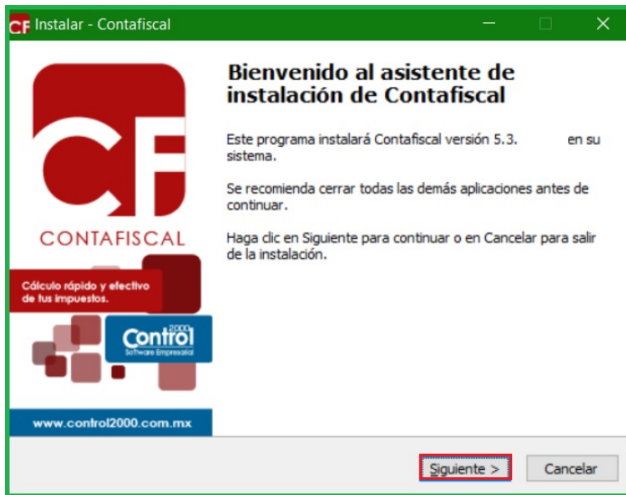 CF Instalar - Contafiscal
CF
CONTAFISCAL
Cálculo rápido y efectivo
de tus impuestos.
Control
2000
Software Empresarial
www.control2000.com.mx
Bienvenido al asistente de
instalación de Contafiscal
Este programa instalará Contafiscal versión 5.3. en su
sistema.
Se recomienda cerrar todas las demás aplicaciones antes de
continuar.
Haga clic en Siguiente para continuar o en Cancelar para salir
de la instalación.
Siguiente >
Cancelar